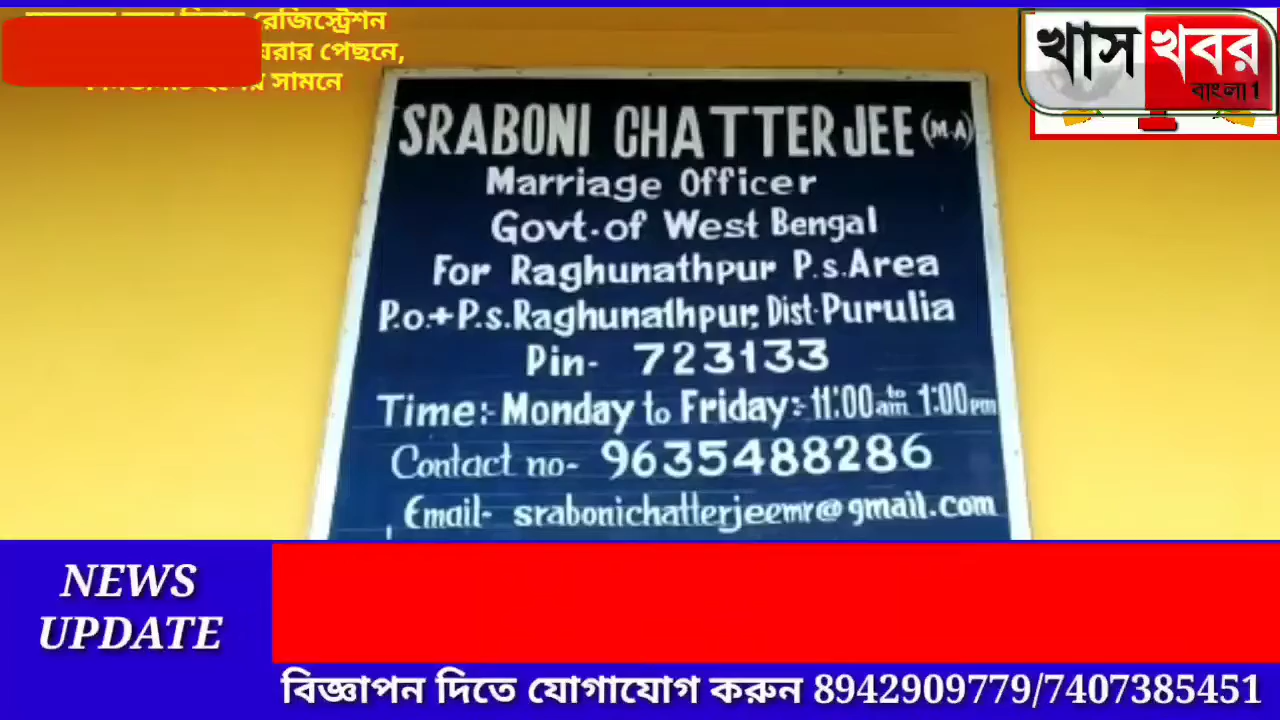 রেজিস্ট্রেশন
পেছনে,
সামনে
খাস খবর
বাংলা 1
SRABONI CHATTERJEE (M.A)
Marriage Officer
Govt. of West Bengal
For Raghunathpur P.s. Area
P.o.+P.s. Raghunathpur, Dist- Purulia
Pin- 723133
Time:- Monday to Friday:- 11:00 am to 1:00 pm
Contact no- 9635488286
Email- srabonichatterjeemr@gmail.com
NEWS
UPDATE
বিজ্ঞাপন দিতে যোগাযোগ করুন 8942909779/7407385451